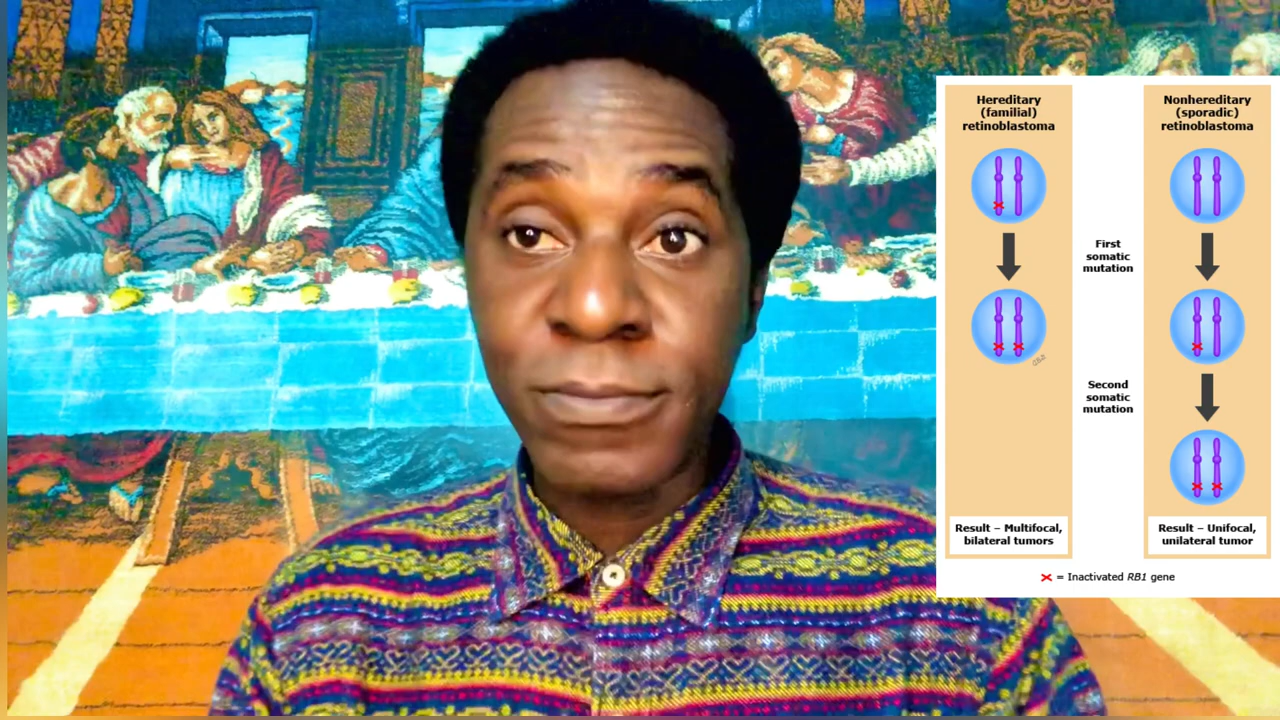 Hereditary
(familial)
retinoblastoma
Nonhereditary
(sporadic)
retinoblastoma
First
somatic
mutation
Second
somatic
mutation
Result – Multifocal,
bilateral tumors
Result – Unifocal,
unilateral tumor
= Inactivated RB1 gene